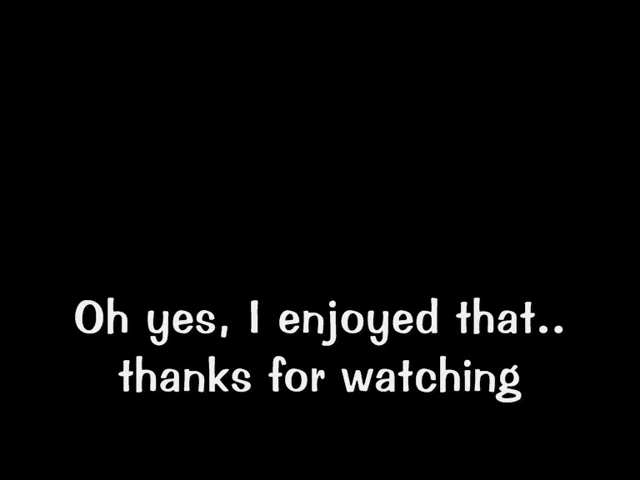 Oh yes, I enjoyed that..
thanks for watching